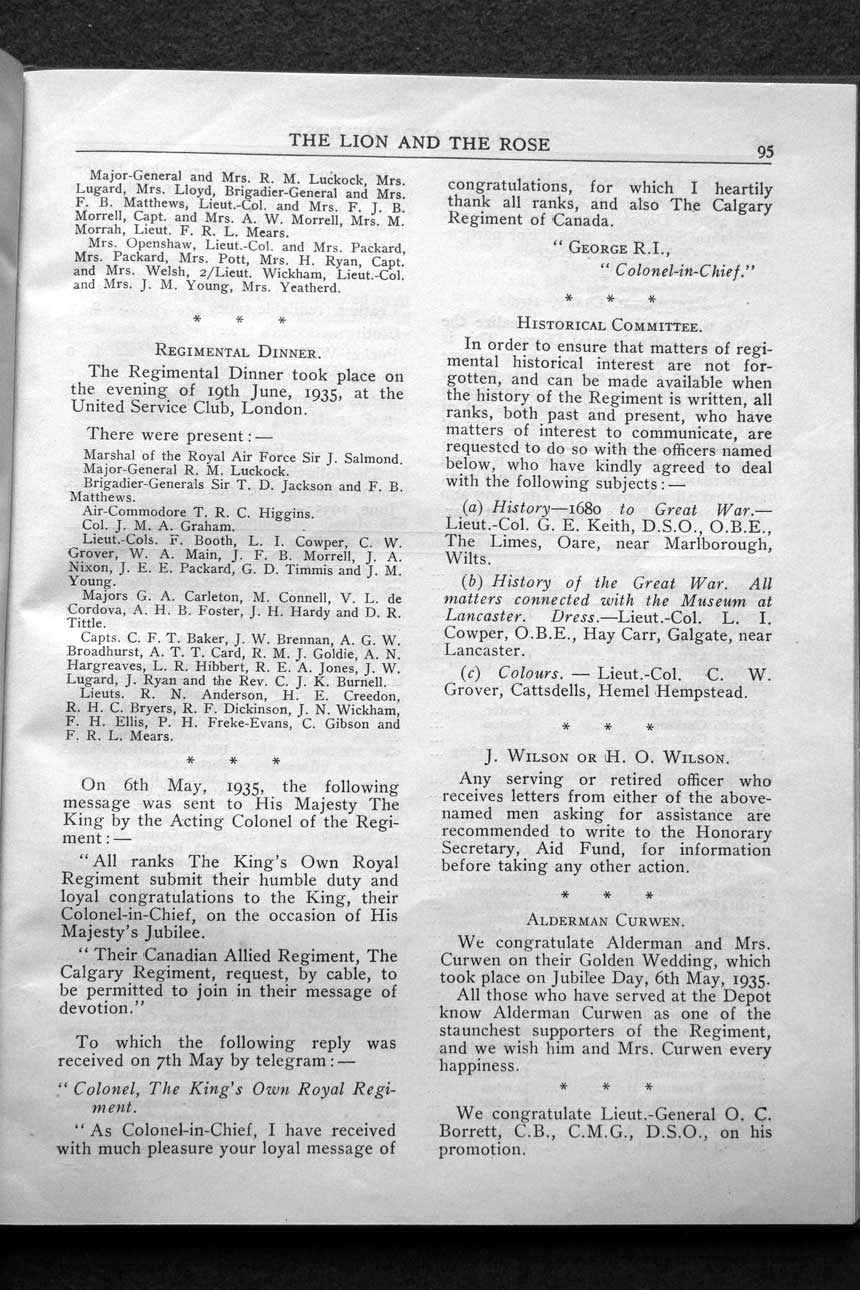 THE LION AND THE ROSE
95
Major-General and Mrs. R. M. Luckock, Mrs.
Lugard, Mrs. Lloyd, Brigadier-General and Mrs.
F. B. Matthews, Lieut.-Col. and Mrs. F. J. B.
Morrell, Capt. and Mrs. A. W. Morrell, Mrs. M.
Morrah, Lieut. F. R. L. Mears.
Mrs. Openshaw, Lieut.-Col. and Mrs. Packard,
Mrs. Packard, Mrs. Pott, Mrs. H. Ryan, Capt.
and Mrs. Welsh, 2/Lieut. Wickham, Lieut.-Col.
and Mrs. J. M. Young, Mrs. Yeatherd.
* * *
REGIMENTAL DINNER.
The Regimental Dinner took place on
the evening of 19th June, 1935, at the
United Service Club, London.
There were present :—
Marshal of the Royal Air Force Sir J. Salmond.
Major-General R. M. Luckock.
Brigadier-Generals Sir T. D. Jackson and F. B.
Matthews.
Air-Commodore T. R. C. Higgins.
Col. J. M. A. Graham.
Lieut.-Cols. F. Booth, L. I. Cowper, C. W.
Grover, W. A. Main, J. F. B. Morrell, J. A.
Nixon, J. E. E. Packard, G. D. Timmis and J. M.
Young.
Majors G. A. Carleton, M. Connell, V. L. de
Cordova, A. H. B. Foster, J. H. Hardy and D. R.
Tittle.
Capts. C. F. T. Baker, J. W. Brennan, A. G. W.
Broadhurst, A. T. T. Card, R. M. J. Goldie, A. N.
Hargreaves, L. R. Hibbert, R. E. A. Jones, J. W.
Lugard, J. Ryan and the Rev. C. J. K. Burnell.
Lieuts. R. N. Anderson, H. E. Creedon,
R. H. C. Bryers, R. F. Dickinson, J. N. Wickham,
F. H. Ellis, P. H. Freke-Evans, C. Gibson and
F. R. L. Mears.
* * *
On 6th May, 1935, the following
message was sent to His Majesty The
King by the Acting Colonel of the Regi-
ment :—
“ All ranks The King's Own Royal
Regiment submit their humble duty and
loyal congratulations to the King, their
Colonel-in-Chief, on the occasion of His
Majesty's Jubilee.
“ Their Canadian Allied Regiment, The
Calgary Regiment, request, by cable, to
be permitted to join in their message of
devotion.”
To which the following reply was
received on 7th May by telegram :—
“ Colonel, The King's Own Royal Regi-
ment.
“ As Colonel-in-Chief, I have received
with much pleasure your loyal message of
congratulations, for which I heartily
thank all ranks, and also The Calgary
Regiment of Canada.
“ GEORGE R.I.,
“ Colonel-in-Chief.”
* * *
HISTORICAL COMMITTEE.
In order to ensure that matters of regi-
mental historical interest are not for-
gotten, and can be made available when
the history of the Regiment is written, all
ranks, both past and present, who have
matters of interest to communicate, are
requested to do so with the officers named
below, who have kindly agreed to deal
with the following subjects :—
(a) History—1680 to Great War.—
Lieut.-Col. G. E. Keith, D.S.O., O.B.E.,
The Limes, Oare, near Marlborough,
Wilts.
(b) History of the Great War. All
matters connected with the Museum at
Lancaster. Dress.—Lieut.-Col. L. I.
Cowper, O.B.E., Hay Carr, Galgate, near
Lancaster.
(c) Colours. — Lieut.-Col. C. W.
Grover, Cattsdells, Hemel Hempstead.
* * *
J. WILSON OR H. O. WILSON.
Any serving or retired officer who
receives letters from either of the above-
named men asking for assistance are
recommended to write to the Honorary
Secretary, Aid Fund, for information
before taking any other action.
* * *
ALDERMAN CURWEN.
We congratulate Alderman and Mrs.
Curwen on their Golden Wedding, which
took place on Jubilee Day, 6th May, 1935.
All those who have served at the Depot
know Alderman Curwen as one of the
staunchest supporters of the Regiment,
and we wish him and Mrs. Curwen every
happiness.
* * *
We congratulate Lieut.-General O. C.
Borrett, C.B., C.M.G., D.S.O., on his
promotion.